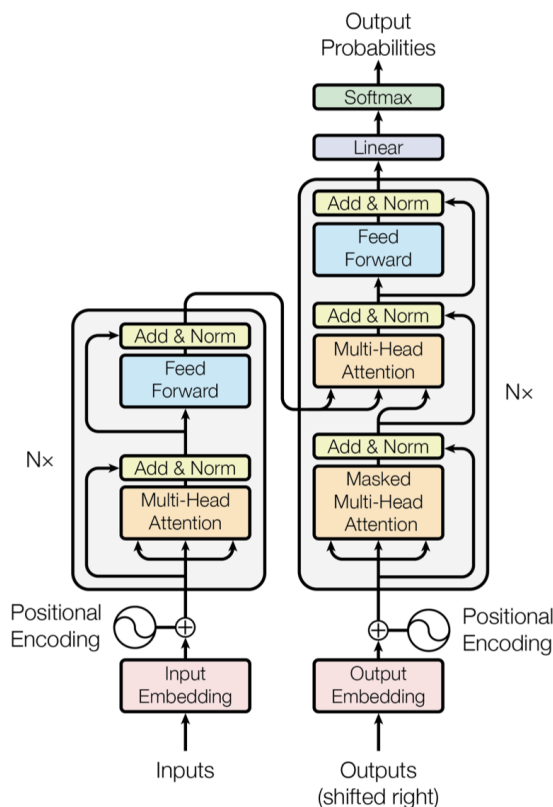 Output
Probabilities
Softmax
Linear
Add & Norm
Feed
Forward
Add & Norm
Multi-Head
Attention
Add & Norm
Masked
Multi-Head
Attention
N×
Add & Norm
Feed
Forward
Add & Norm
Multi-Head
Attention
N×
Positional
Encoding
Input
Embedding
Inputs
Positional
Encoding
Output
Embedding
Outputs
(shifted right)